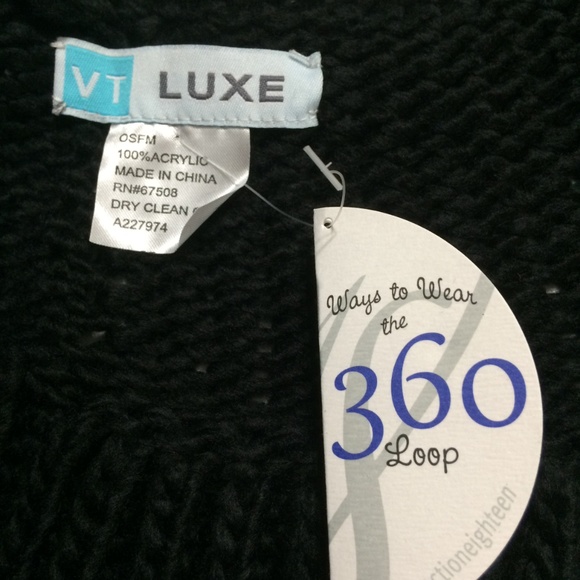 VT LUXE
OSFM
100%ACRYLIC
MADE IN CHINA
RN#67508
DRY CLEAN
A227974
Ways to Wear
the
360
Loop